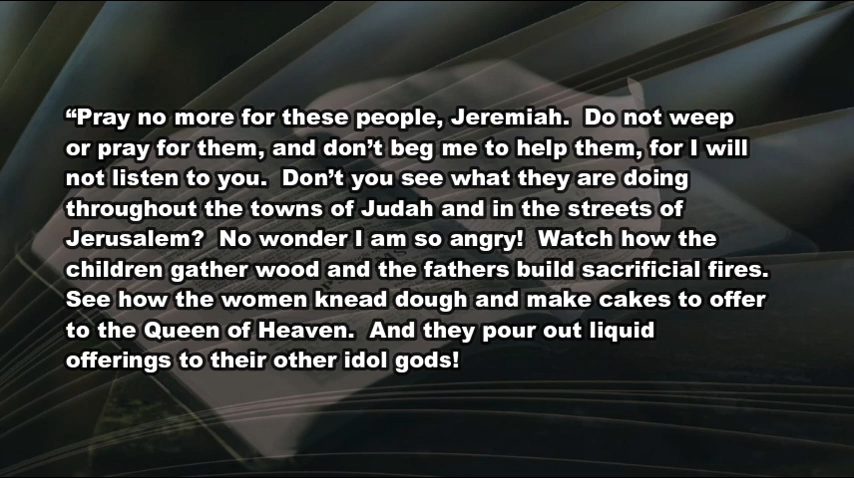 “Pray no more for these people, Jeremiah.  Do not weep
or pray for them, and don’t beg me to help them, for I will
not listen to you.  Don’t you see what they are doing
throughout the towns of Judah and in the streets of
Jerusalem?  No wonder I am so angry!  Watch how the
children gather wood and the fathers build sacrificial fires.
See how the women knead dough and make cakes to offer
to the Queen of Heaven.  And they pour out liquid
offerings to their other idol gods!